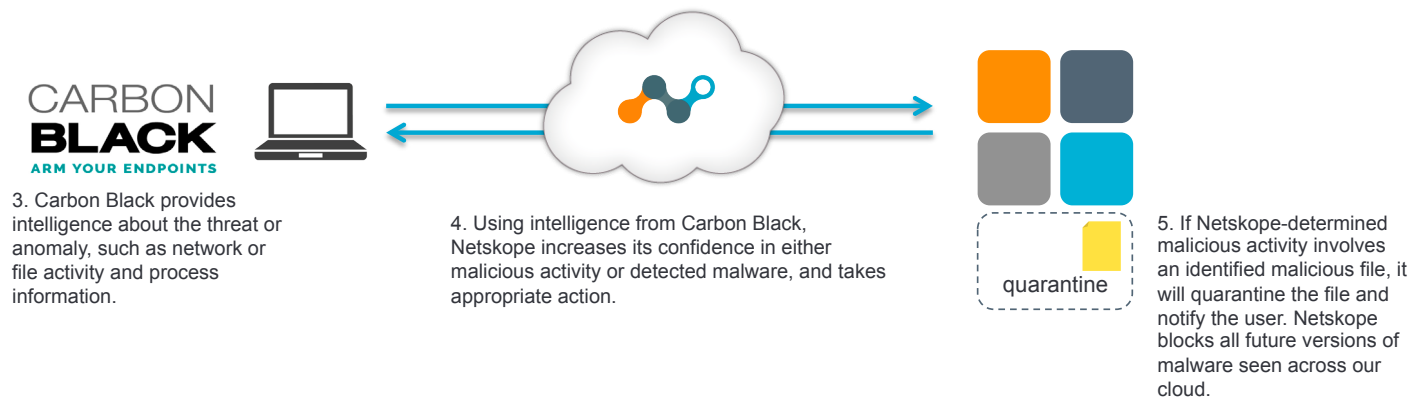 CARBON
BLACK
ARM YOUR ENDPOINTS
3. Carbon Black provides
intelligence about the threat or
anomaly, such as network or
file activity and process
information.
4. Using intelligence from Carbon Black,
Netskope increases its confidence in either
malicious activity or detected malware, and takes
appropriate action.
quarantine
5. If Netskope-determined
malicious activity involves
an identified malicious file, it
will quarantine the file and
notify the user. Netskope
blocks all future versions of
malware seen across our
cloud.